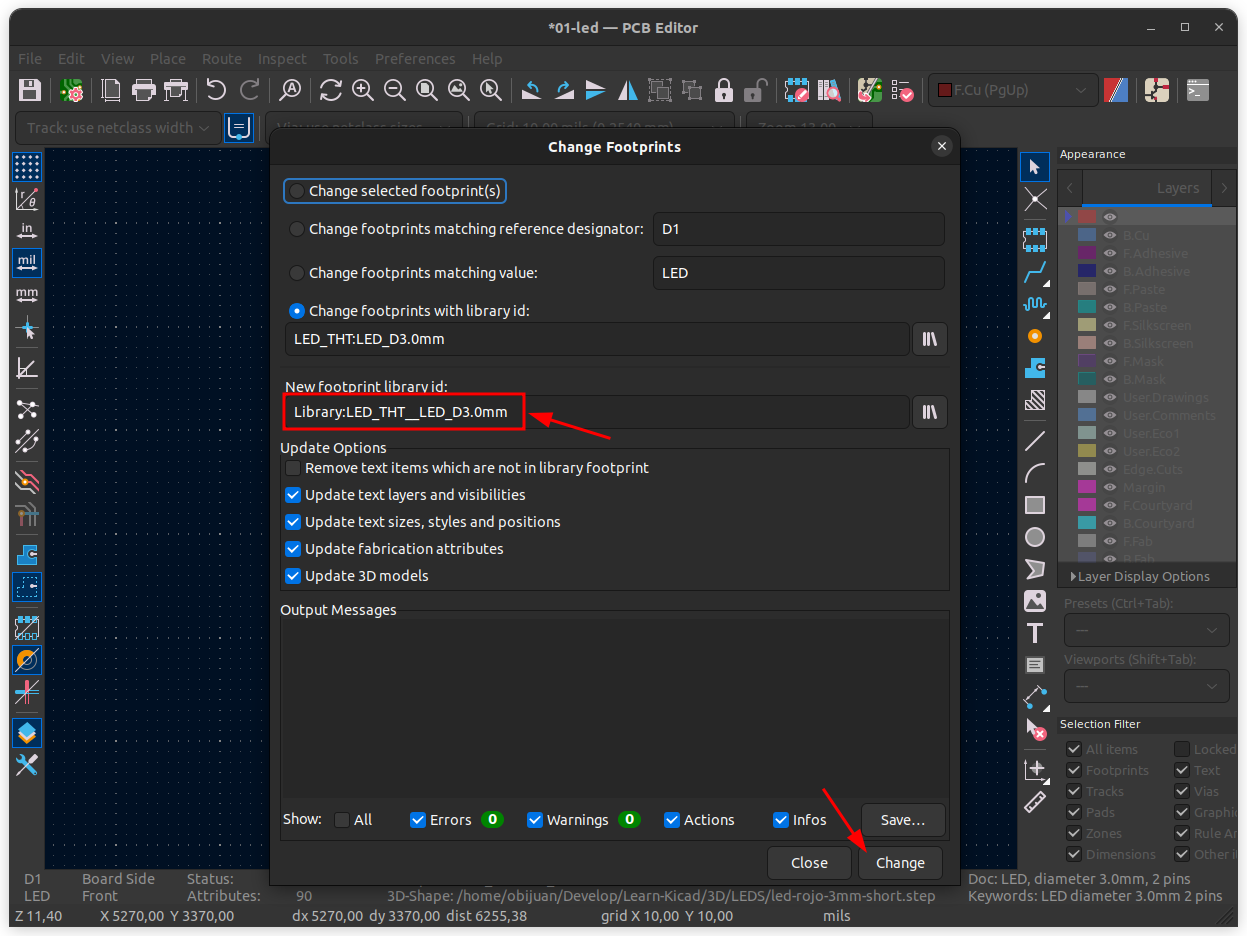 *01-led — PCB Editor
File Edit View Place Route Inspect Tools Preferences Help
F.Cu (PgUp)
Track: use netclass width
Change Footprints
Appearance
in
mil
mm
Layers
Change selected footprint(s)
Change footprints matching reference designator: D1
Change footprints matching value: LED
Change footprints with library id:
LED_THT:LED_D3.0mm
New footprint library id:
Library:LED_THT__LED_D3.0mm
Update Options
Remove text items which are not in library Footprint
Update text layers and visibilities
Update text sizes, styles and positions
Update fabrication attributes
Update 3D models
Output Messages
Show: All Errors 0 Warnings 0 Actions Infos Save...
Close Change
B.Cu
F.Adhesive
B.Adhesive
F.Paste
B.Paste
F.Silkscreen
B.Silkscreen
F.Mask
B.Mask
User.Drawings
User.Comments
User.Eco1
User.Eco2
Edge.Cuts
Margin
F.Courtyard
B.Courtyard
F.Fab
B.Fab
Layer Display Options
Presets (Ctrl+Tab):
---
Viewports (Shift+Tab):
---
Selection Filter
All items Locked
Footprints Text
Tracks Vias
Pads Graphi
Zones Rule Ar
Dimensions Other i
D1 Board Side Status: Doc: LED, diameter 3.0mm, 2 pins
LED Front Attributes: 90 3D-Shape: /home/obijuan/Develop/Learn-Kicad/3D/LEDS/led-rojo-3mm-short.step Keywords: LED diameter 3.0mm 2 pins
Z 11,40 X 5270,00 Y 3370,00 dx 5270,00 dy 3370,00 dist 6255,38 grid X 10,00 Y 10,00 mils